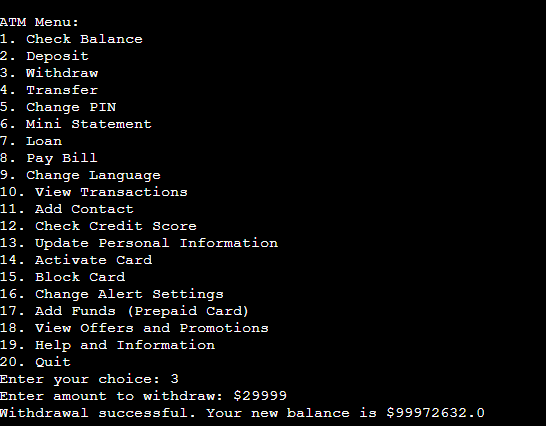 ATM Menu:
1. Check Balance
2. Deposit
3. Withdraw
4. Transfer
5. Change PIN
6. Mini Statement
7. Loan
8. Pay Bill
9. Change Language
10. View Transactions
11. Add Contact
12. Check Credit Score
13. Update Personal Information
14. Activate Card
15. Block Card
16. Change Alert Settings
17. Add Funds (Prepaid Card)
18. View Offers and Promotions
19. Help and Information
20. Quit
Enter your choice: 3
Enter amount to withdraw: $29999
Withdrawal successful. Your new balance is $99972632.0